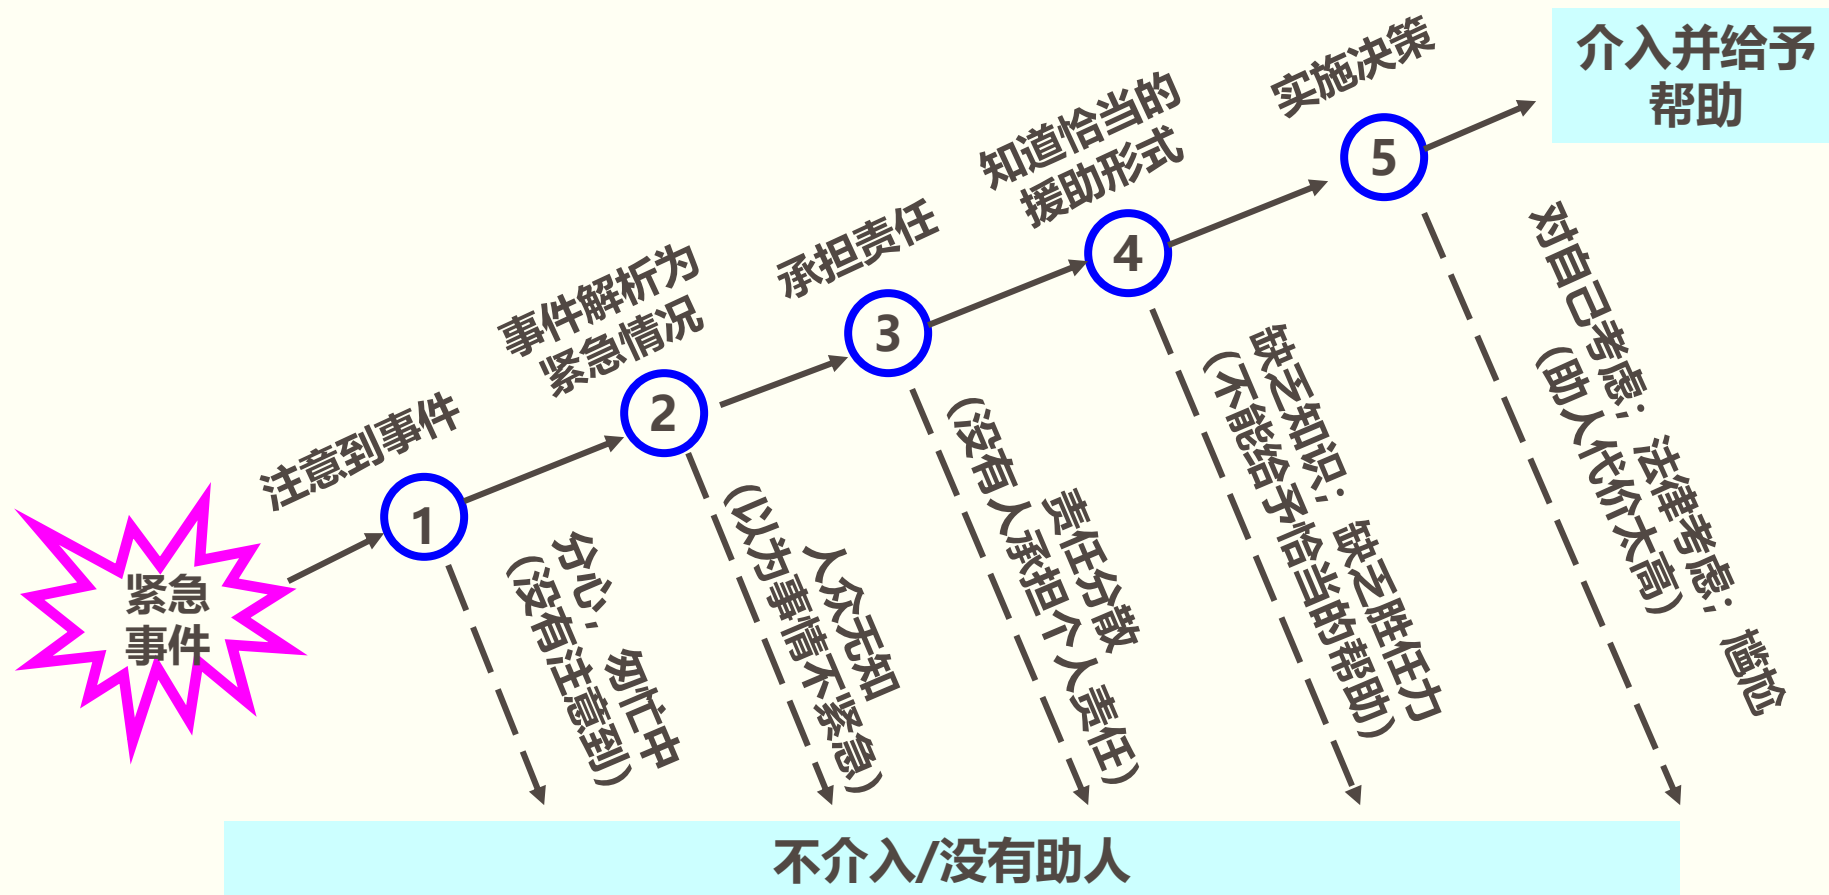 介入并给予
帮助
实施决策
5
知道恰当的
援助形式
4
承担责任
3
事件解析为
紧急情况
2
注意到事件
1
紧急
事件
分心；匆忙中
(没有注意到)
人众无知
(以为事情不紧急)
责任分散
(没有人承担个人责任)
缺乏知识；缺乏胜任力
(不能给予恰当的帮助)
对自己考虑；法律考虑；尴尬
(助人代价太高)
不介入/没有助人